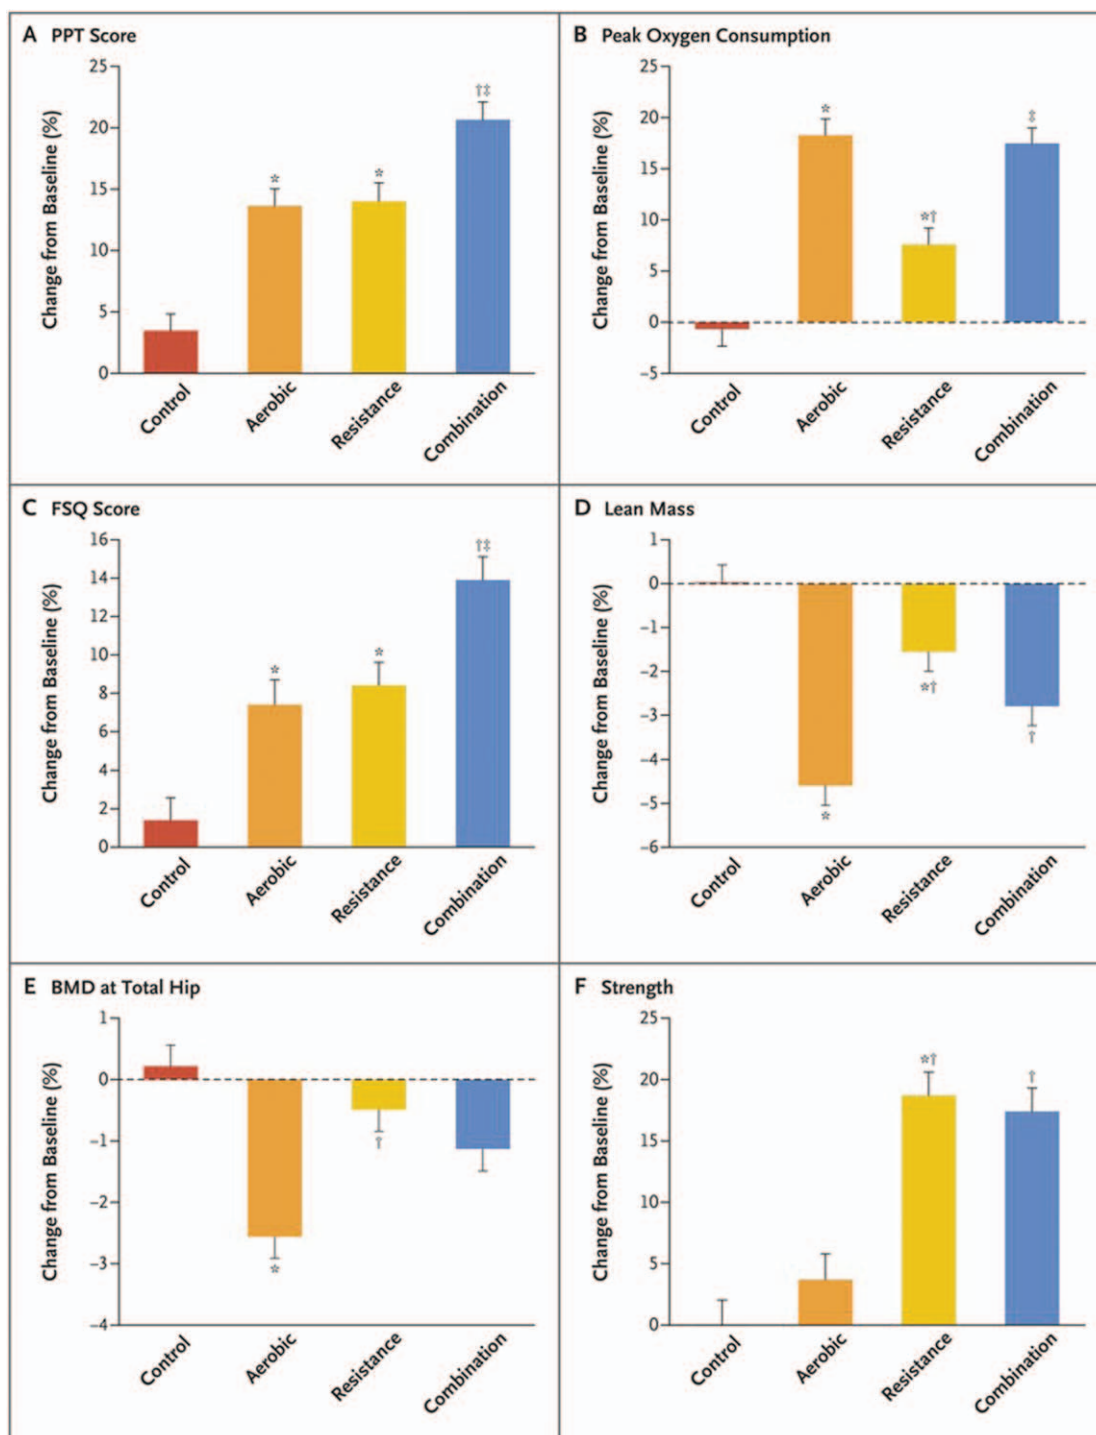 A PPT Score
Change from Baseline (%)
25
20
15
10
5
0
*
*
†‡
Control
Aerobic
Resistance
Combination
B Peak Oxygen Consumption
Change from Baseline (%)
25
20
15
10
5
0
–5
*
*†
‡
Control
Aerobic
Resistance
Combination
C FSQ Score
Change from Baseline (%)
16
14
12
10
8
6
4
2
0
*
*
†‡
Control
Aerobic
Resistance
Combination
D Lean Mass
Change from Baseline (%)
1
0
–1
–2
–3
–4
–5
–6
*
*†
†
Control
Aerobic
Resistance
Combination
E BMD at Total Hip
Change from Baseline (%)
1
0
–1
–2
–3
–4
*
†
Control
Aerobic
Resistance
Combination
F Strength
Change from Baseline (%)
25
20
15
10
5
0
*†
†
Control
Aerobic
Resistance
Combination